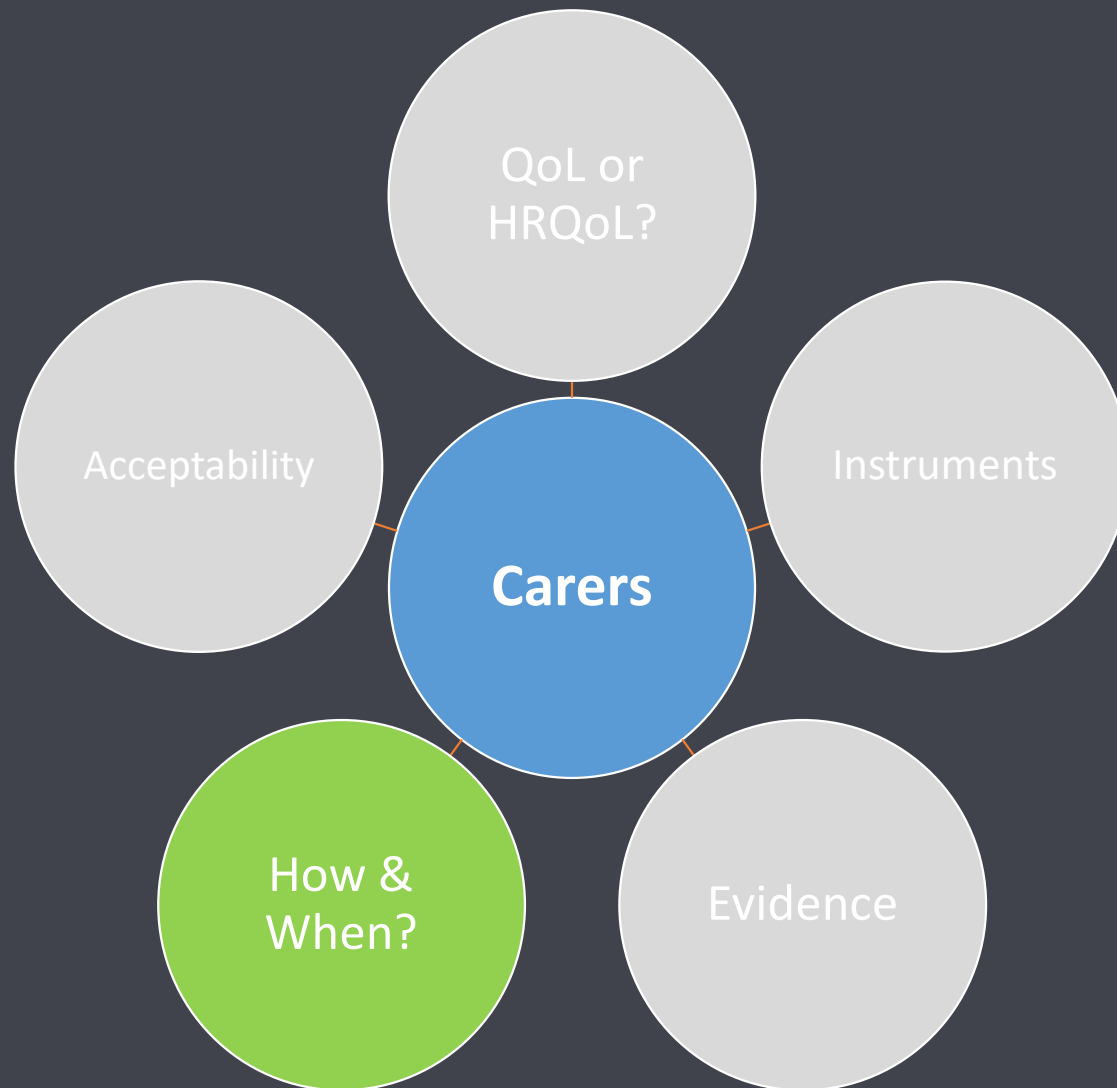 QoL or
HRQoL?
Acceptability
Instruments
Carers
How &
When?
Evidence